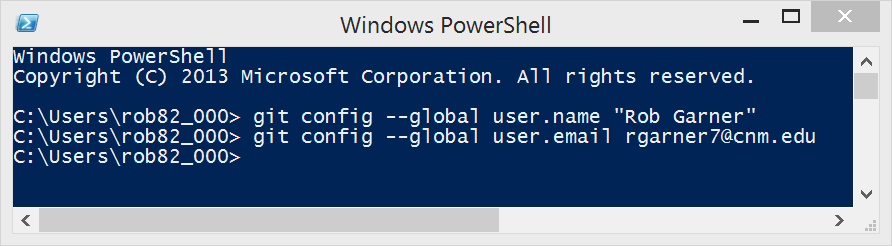 Windows PowerShell
Windows PowerShell
Copyright (C) 2013 Microsoft Corporation. All rights reserved.
C:\Users\rob82_000> git config --global user.name "Rob Garner"
C:\Users\rob82_000> git config --global user.email rgarner7@cnm.edu
C:\Users\rob82_000>